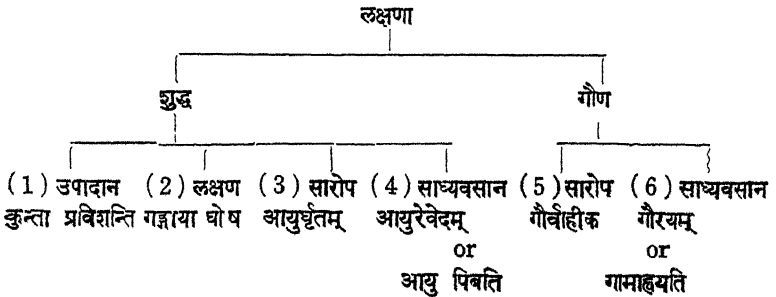 लक्षणा
शुद्ध गौण
(1) उपादान (2) लक्षण (3) सारोप (4) साध्यवसान (5) सारोप (6) साध्यवसान
कुन्ता प्रविशन्ति गङ्गाया घोष आयुर्घृतम् आयुरेवेदम् गौर्वाहीक गौरयम्
or or
आयु पिबति गामाह्वयति